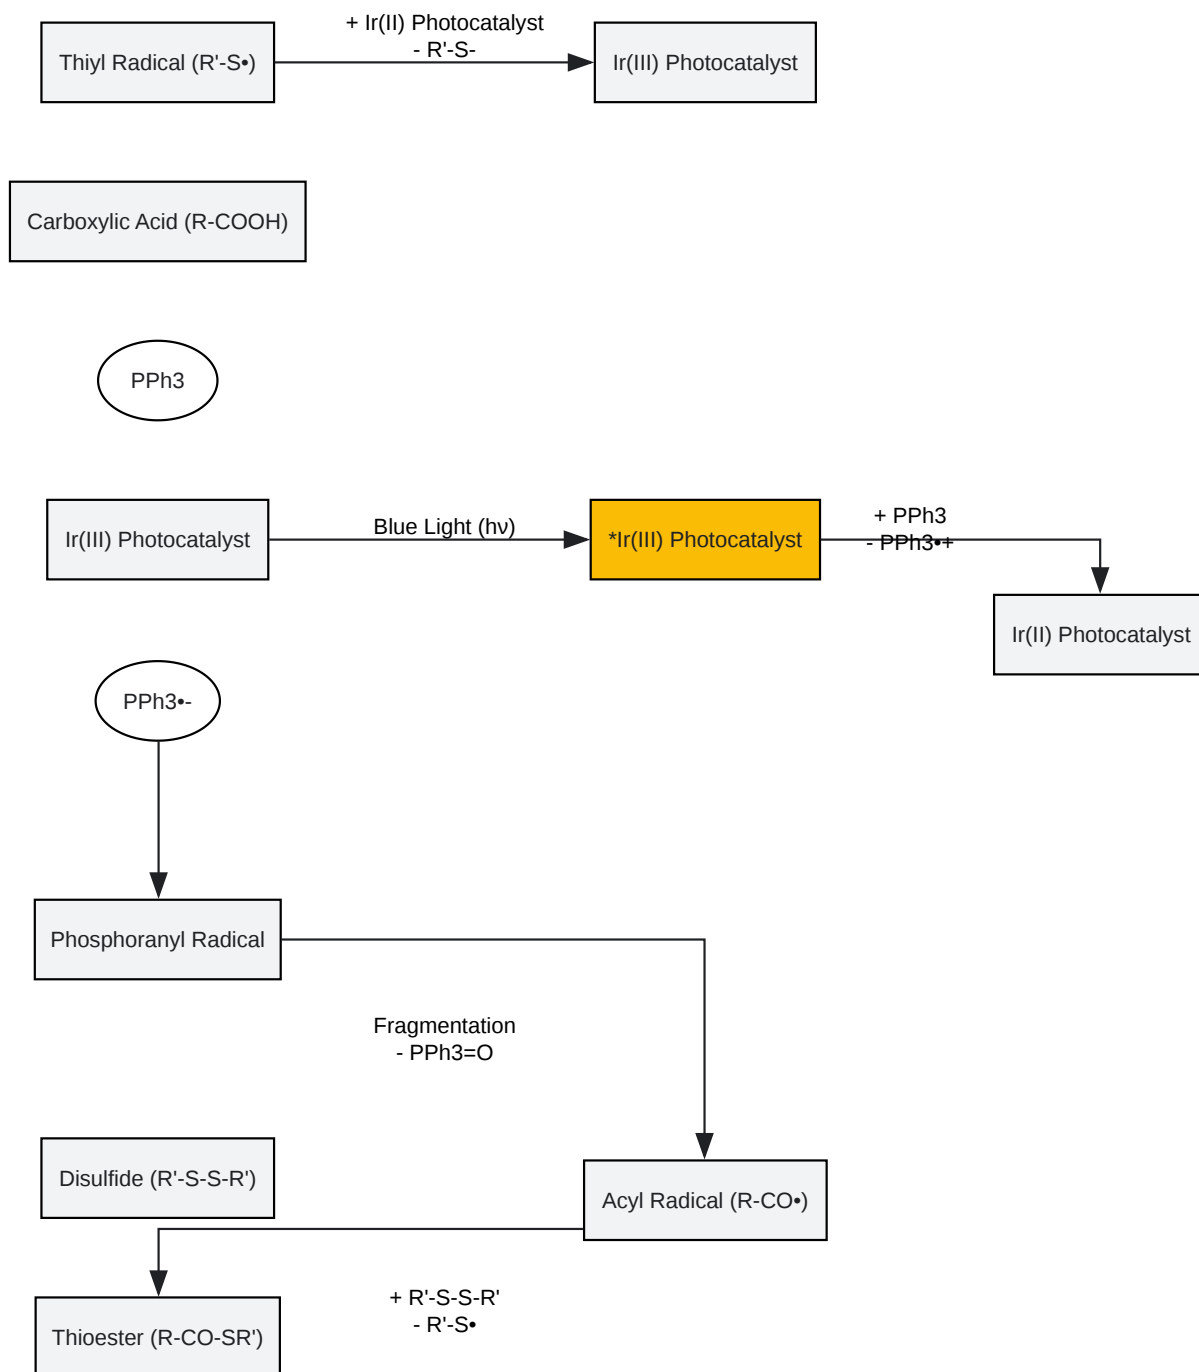 + Ir(II) Photocatalyst
- R'-S-
Thiyl Radical (R'-S•)
Ir(III) Photocatalyst
Carboxylic Acid (R-COOH)
PPh3
Ir(III) Photocatalyst
Blue Light (hν)
*Ir(III) Photocatalyst
+ PPh3
- PPh3•+
Ir(II) Photocatalyst
PPh3•-
Phosphoranyl Radical
Fragmentation
- PPh3=O
Disulfide (R'-S-S-R')
Acyl Radical (R-CO•)
+ R'-S-S-R'
- R'-S•
Thioester (R-CO-SR')